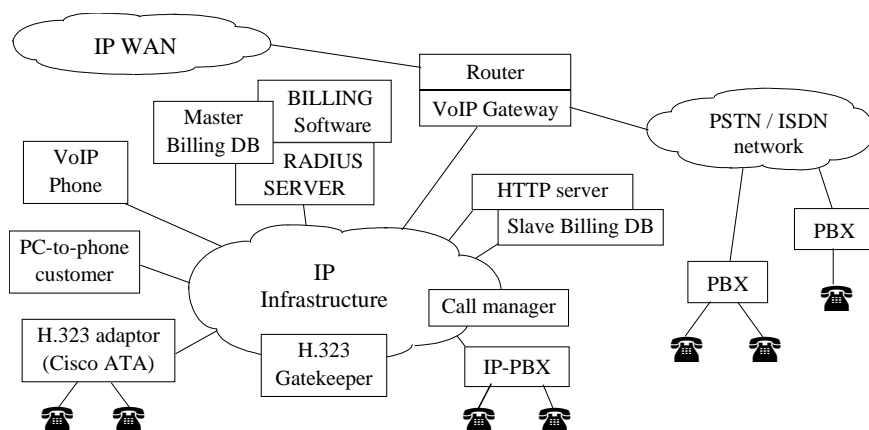 IP WAN
Router
VoIP Gateway
BILLING
Software
Master
Billing DB
RADIUS
SERVER
PSTN / ISDN
network
VoIP
Phone
HTTP server
Slave Billing DB
PBX
PC-to-phone
customer
IP
Infrastructure
PBX
Call manager
H.323 adaptor
(Cisco ATA)
H.323
Gatekeeper
IP-PBX